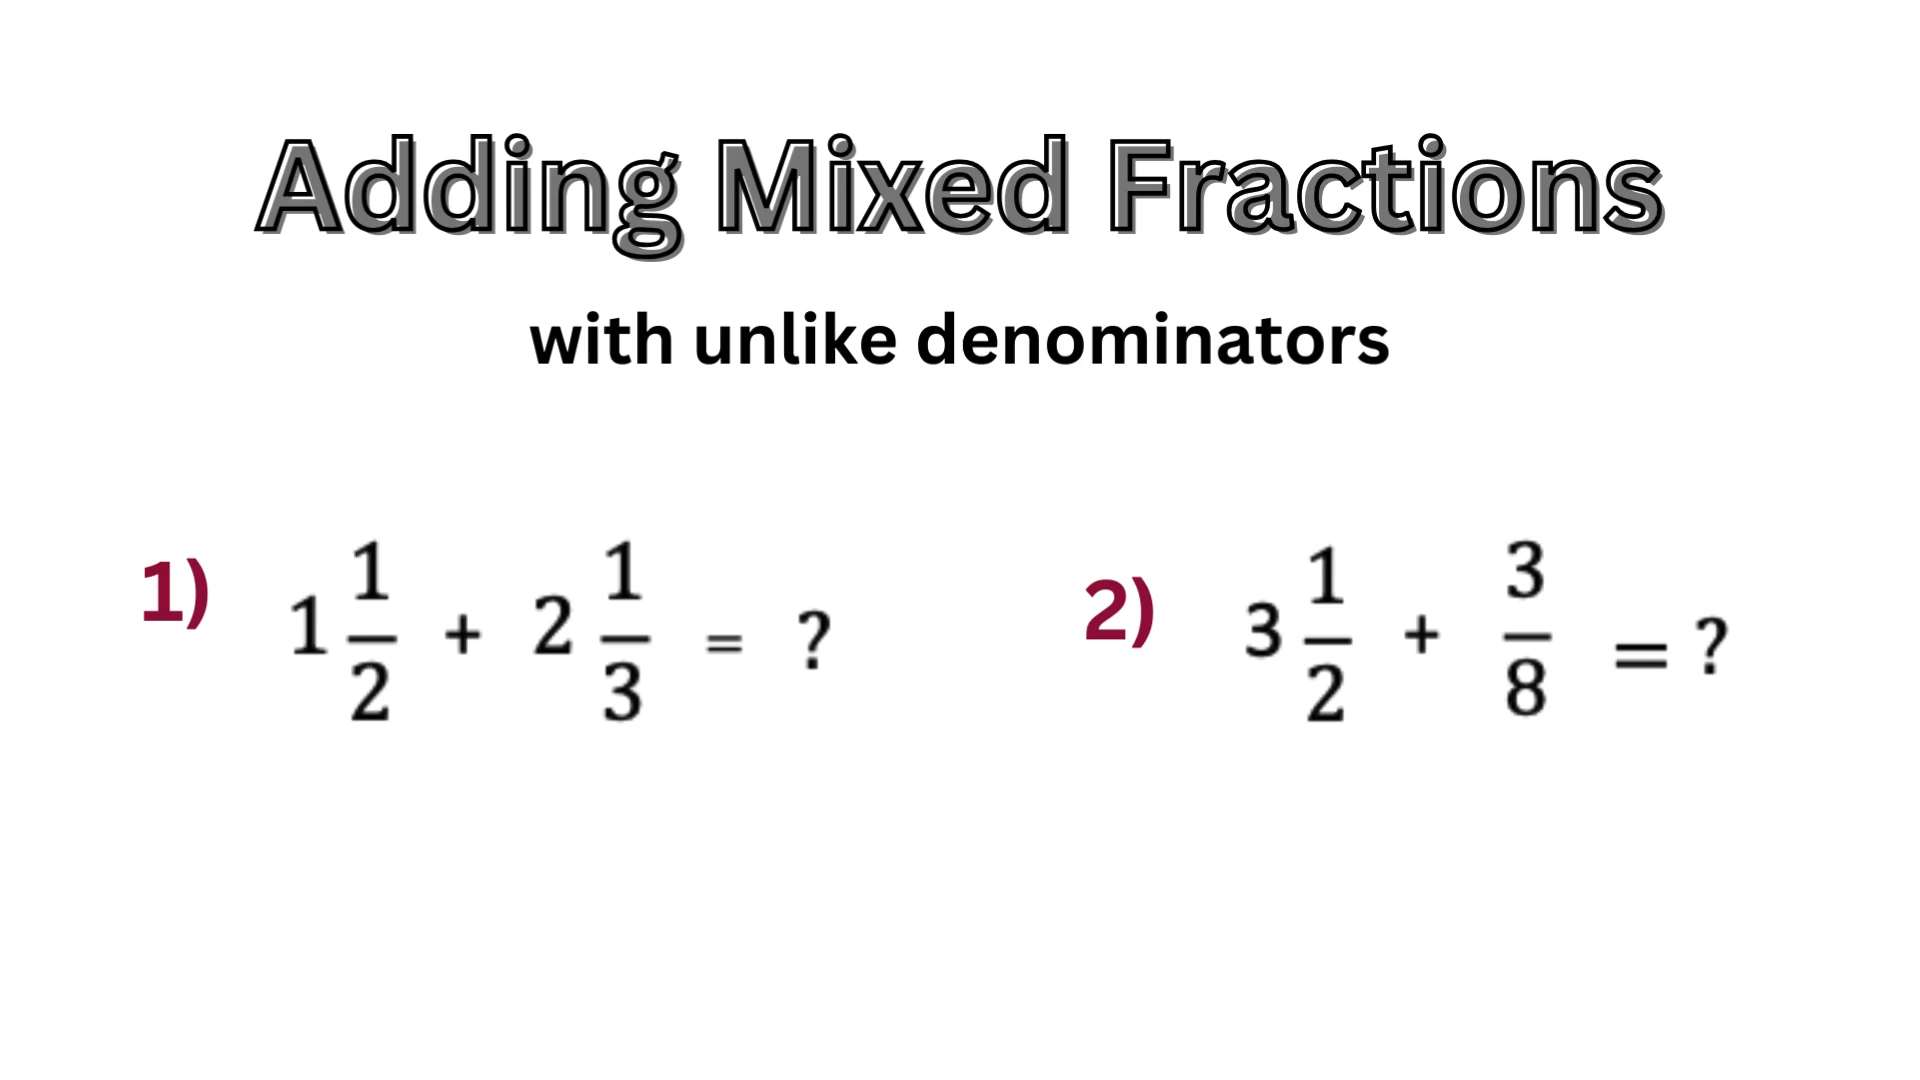 Adding Mixed Fractions
with unlike denominators
1) 1 1/2 + 2 1/3 = ?
2) 3 1/2 + 3/8 = ?